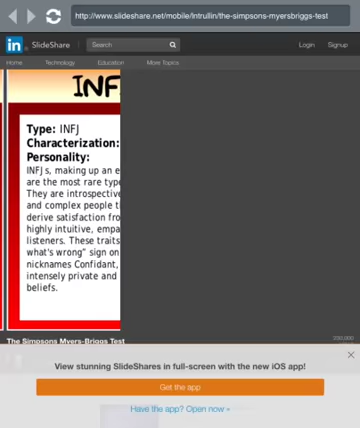 http://www.slideshare.net/mobile/lntrullin/the-simpsons-myersbriggs-test
in SlideShare Search Login Signup
Home Technology Education More Topics
INF
Type: INFJ
Characterization:
Personality:
INFJs, making up an e
are the most rare type
They are introspective
and complex people t
derive satisfaction fro
highly intuitive, empa
listeners. These traits
what's wrong" sign on
nicknames Confidant,
intensely private and
beliefs.
The Simpsons Myers-Briggs Test
View stunning SlideShares in full-screen with the new iOS app!
Get the app
Have the app? Open now »